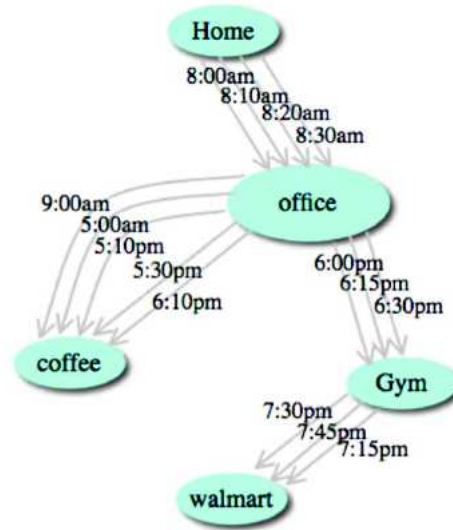 Home
8:00am
8:10am
8:20am
8:30am
office
9:00am
5:00am
5:10pm
5:30pm
6:10pm
6:00pm
6:15pm
6:30pm
coffee
Gym
7:30pm
7:45pm
7:15pm
walmart